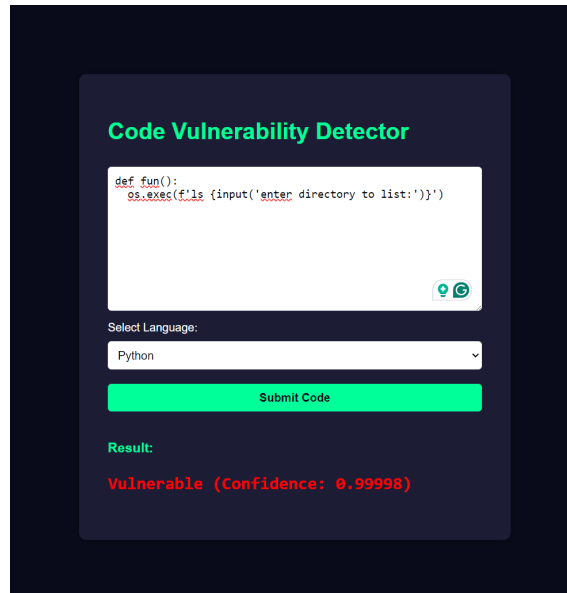 Code Vulnerability Detector
def fun():
  os.exec(f'ls {input('enter directory to list:')}')
Select Language:
Python
Submit Code
Result:
Vulnerable (Confidence: 0.99998)